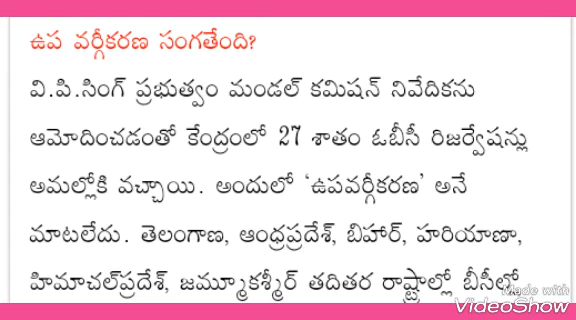 ఉప వర్గీకరణ సంగతేంది?
వి.పి.సింగ్ ప్రభుత్వం మండల్ కమిషన్ నివేదికను
ఆమోదించడంతో కేంద్రంలో 27 శాతం ఓబీసీ రిజర్వేషన్లు
అమల్లోకి వచ్చాయి. అందులో ‘ఉపవర్గీకరణ’ అనే
మాటలేదు. తెలంగాణ, ఆంధ్రప్రదేశ్, బిహార్, హరియాణా,
హిమాచల్‌ప్రదేశ్, జమ్మూకశ్మీర్ తదితర రాష్ట్రాల్లో బీసీల్లో
Made with
VideoShow